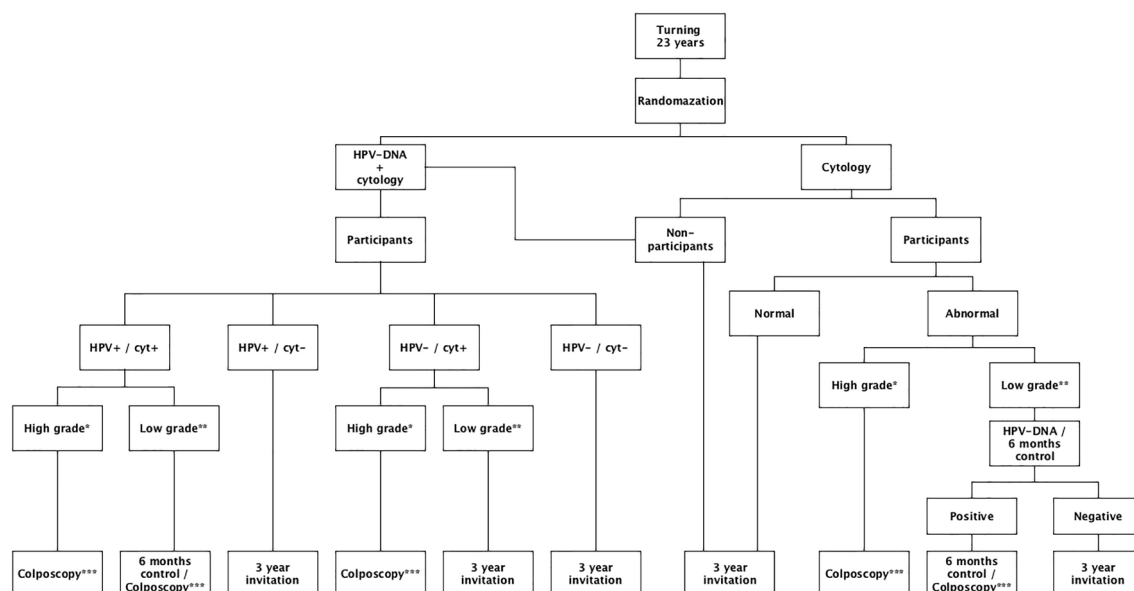 Turning
23 years
Randomazation
HPV-DNA
+
cytology
Cytology
Participants
Non-
participants
Participants
Normal
Abnormal
HPV+ / cyt+
HPV+ / cyt-
HPV- / cyt+
HPV- / cyt-
High grade*
Low grade**
High grade*
Low grade**
High grade*
Low grade**
HPV-DNA /
6 months
control
Positive
Negative
Colposcopy***
6 months
control /
Colposcopy***
3 year
invitation
Colposcopy***
3 year
invitation
3 year
invitation
3 year
invitation
Colposcopy***
6 months
control /
Colposcopy***
3 year
invitation